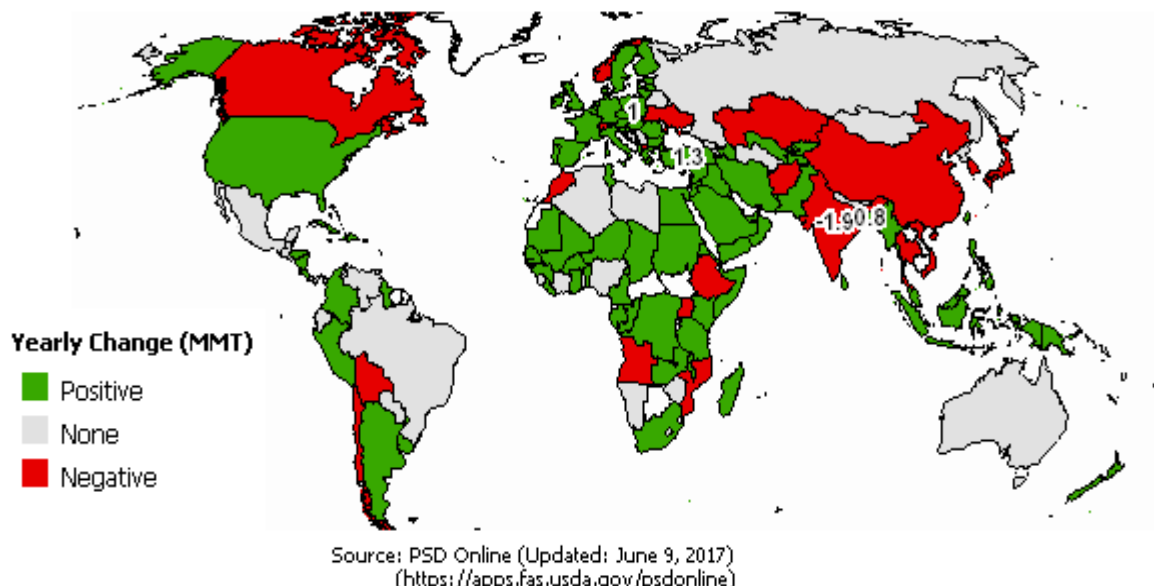 1
1.3
-1.9
0.8
Yearly Change (MMT)
Positive
None
Negative
Source: PSD Online (Updated: June 9, 2017)
(https://apps.fas.usda.gov/psdonline)